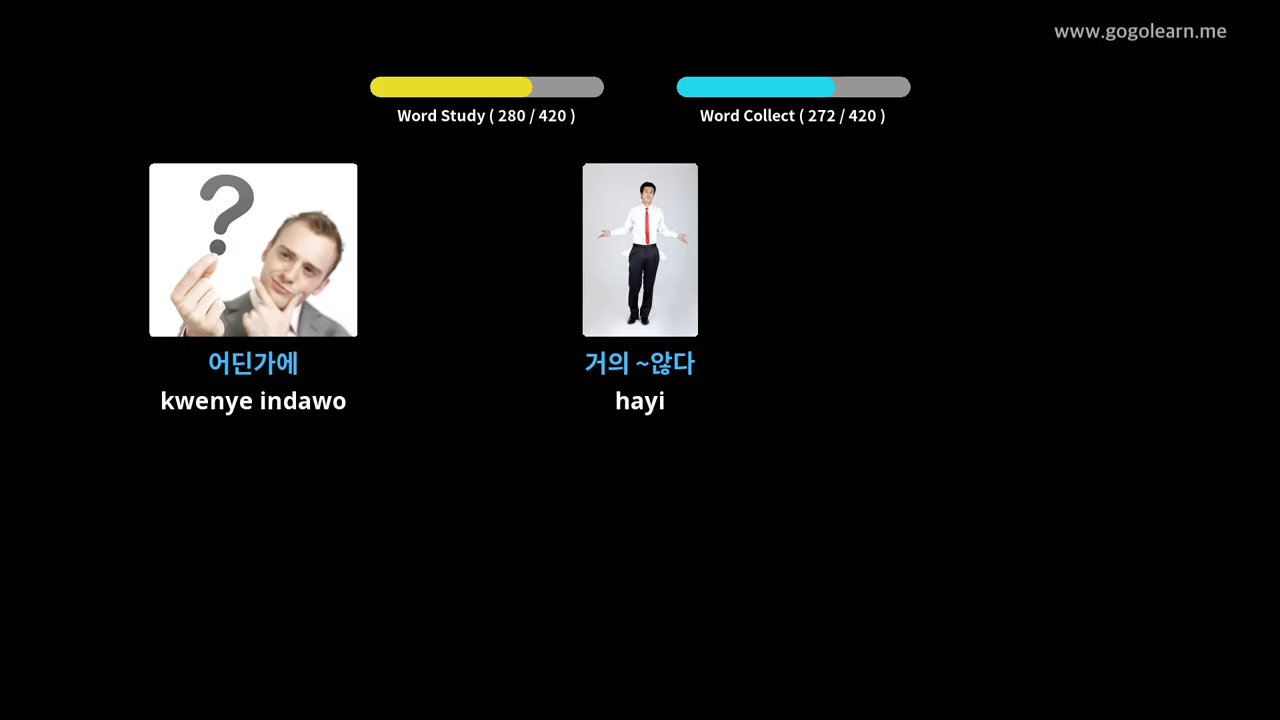 www.gogolearn.me
Word Study ( 280 / 420 )
Word Collect ( 272 / 420 )
?
어딘가에
kwenye indawo
거의 ~않다
hayi